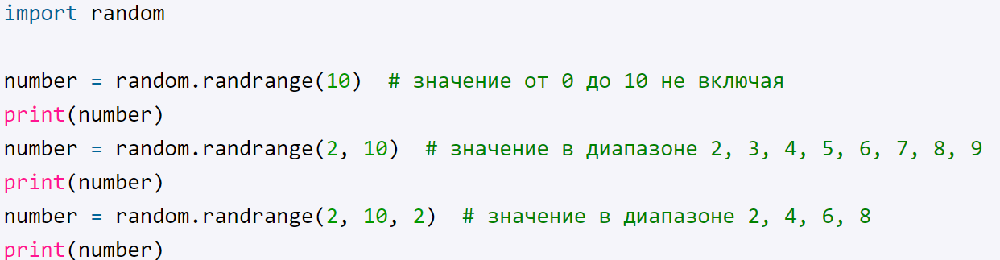 import random
number = random.randrange(10)  # значение от 0 до 10 не включая
print(number)
number = random.randrange(2, 10)  # значение в диапазоне 2, 3, 4, 5, 6, 7, 8, 9
print(number)
number = random.randrange(2, 10, 2)  # значение в диапазоне 2, 4, 6, 8
print(number)